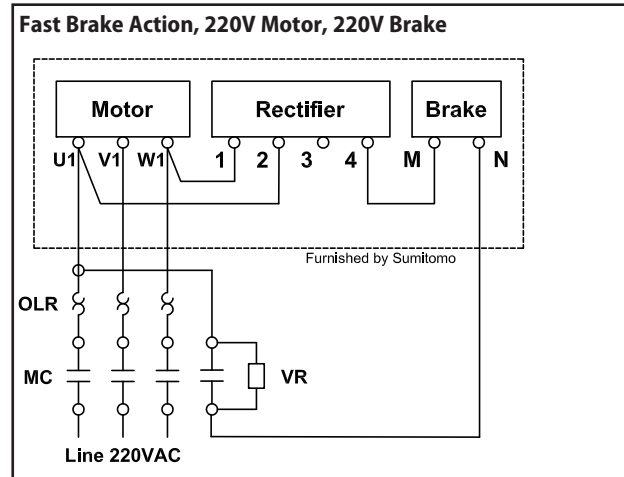 Fast Brake Action, 220V Motor, 220V Brake
Motor Rectifier Brake
U1 V1 W1 1 2 3 4 M N
Furnished by Sumitomo
OLR
MC VR
Line 220VAC